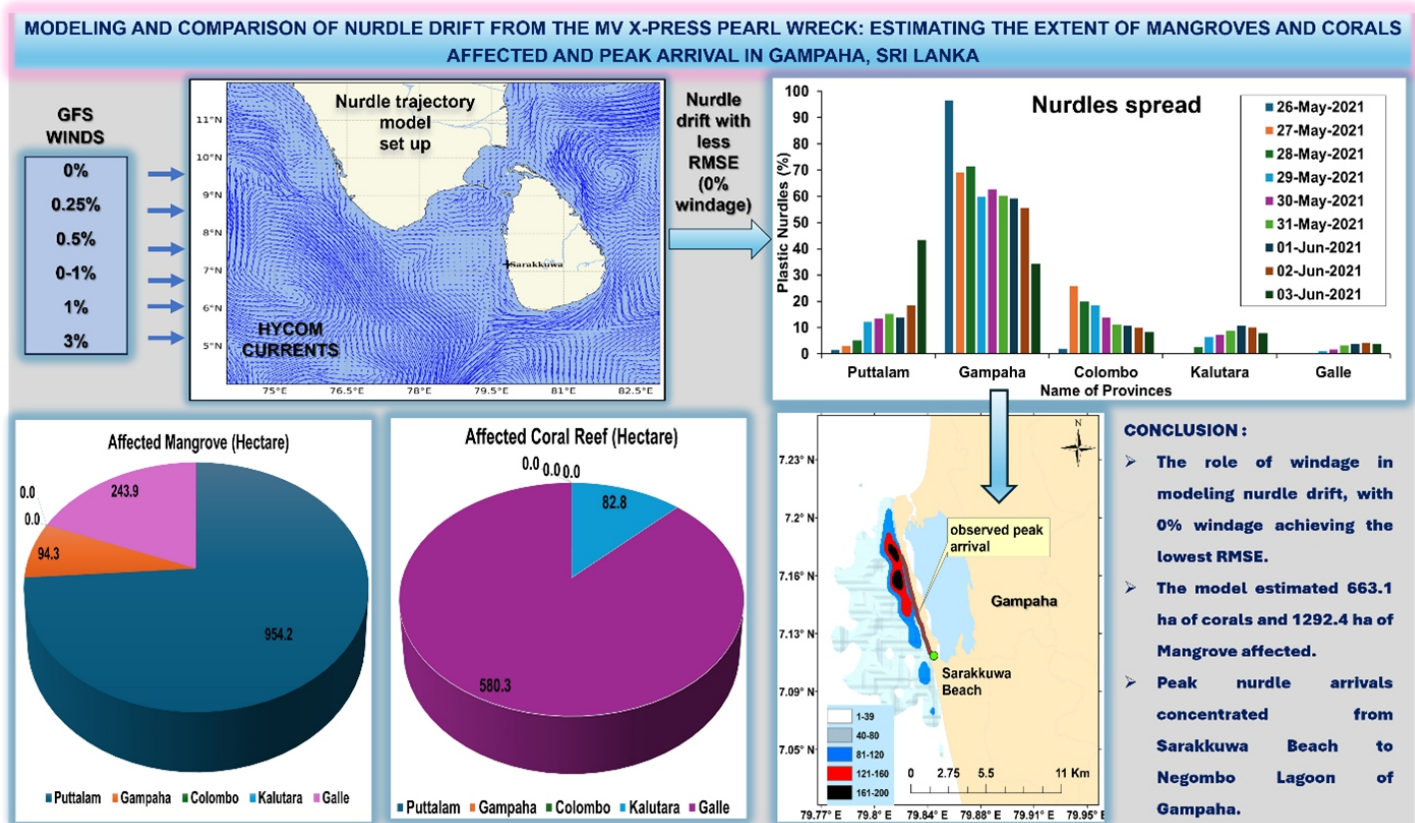 MODELING AND COMPARISON OF NURDLE DRIFT FROM THE MV X-PRESS PEARL WRECK: ESTIMATING THE EXTENT OF MANGROVES AND CORALS
AFFECTED AND PEAK ARRIVAL IN GAMPAHA, SRI LANKA
GFS
WINDS
0%
0.25%
0.5%
0-1%
1%
3%
Nurdle trajectory
model
set up
11°N
10°N
9°N
8°N
7°N
6°N
5°N
Sarakkuwa
HYCOM
CURRENTS
75°E
76.5°E
78°E
79.5°E
81°E
82.5°E
Nurdle
drift with
less
RMSE
(0%
windage)
Nurdles spread
Plastic Nurdles (%)
100
90
80
70
60
50
40
30
20
10
0
26-May-2021
27-May-2021
28-May-2021
29-May-2021
30-May-2021
31-May-2021
01-Jun-2021
02-Jun-2021
03-Jun-2021
Puttalam
Gampaha
Colombo
Kalutara
Galle
Name of Provinces
Affected Mangrove (Hectare)
0.0
0.0
243.9
94.3
954.2
Puttalam
Gampaha
Colombo
Kalutara
Galle
Affected Coral Reef (Hectare)
0.0 0.0 0.0
82.8
580.3
Puttalam
Gampaha
Colombo
Kalutara
Galle
N
7.23° N
7.2° N
7.16° N
7.13° N
7.09° N
7.05° N
observed peak
arrival
Gampaha
Sarakkuwa
Beach
1-39
40-80
81-120
121-160
161-200
0 2.75 5.5 11 Km
79.77° E
79.8° E
79.84° E
79.88° E
79.91° E
79.95° E
CONCLUSION :
The role of windage in
modeling nurdle drift, with
0% windage achieving the
lowest RMSE.
The model estimated 663.1
ha of corals and 1292.4 ha of
Mangrove affected.
Peak nurdle arrivals
concentrated from
Sarakkuwa Beach to
Negombo Lagoon of
Gampaha.